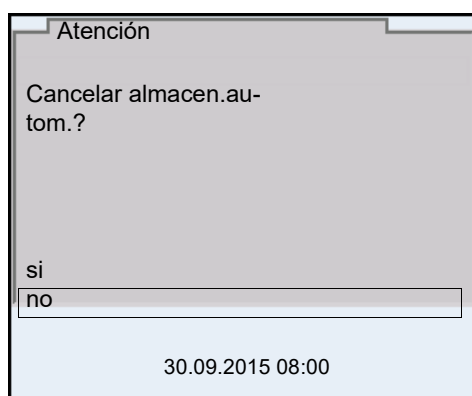 Atención
Cancelar almacen.au-
tom.?
si
no
30.09.2015 08:00